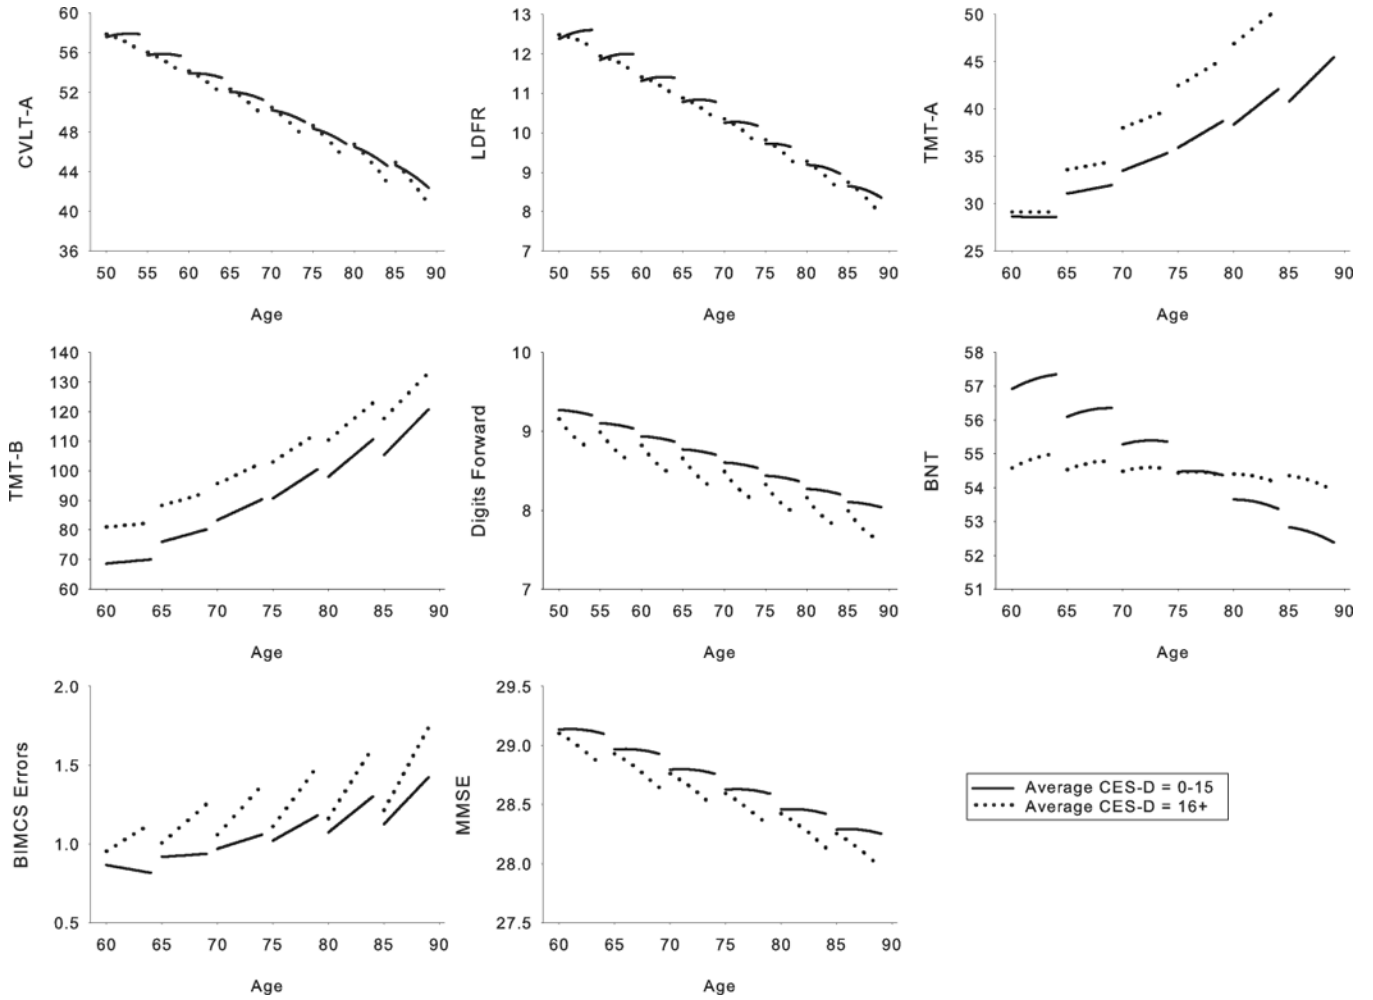 60
56
52
48
44
40
36
CVLT-A
50 55 60 65 70 75 80 85 90
Age
13
12
11
10
9
8
7
LDFR
50 55 60 65 70 75 80 85 90
Age
50
45
40
35
30
25
TMT-A
60 65 70 75 80 85 90
Age
140
130
120
110
100
90
80
70
60
TMT-B
60 65 70 75 80 85 90
Age
10
9
8
7
Digits Forward
50 55 60 65 70 75 80 85 90
Age
58
57
56
55
54
53
52
51
BNT
60 65 70 75 80 85 90
Age
2.0
1.5
1.0
0.5
BIMCS Errors
60 65 70 75 80 85 90
Age
29.5
29.0
28.5
28.0
27.5
MMSE
60 65 70 75 80 85 90
Age
Average CES-D = 0-15
Average CES-D = 16+